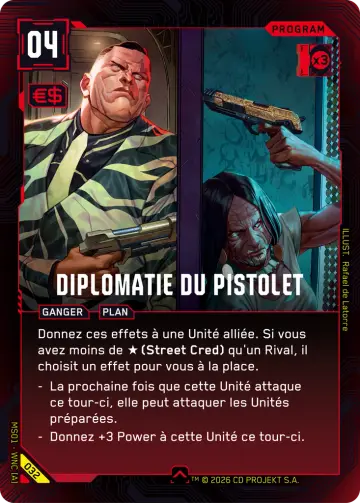 04
PROGRAM
€$
x3
DIPLOMATIE DU PISTOLET
GANGER
PLAN
Donnez ces effets à une Unité alliée. Si vous
avez moins de ★ (Street Cred) qu'un Rival, il
choisit un effet pour vous à la place.
- La prochaine fois que cette Unité attaque
ce tour-ci, elle peut attaquer les Unités
préparées.
- Donnez +3 Power à cette Unité ce tour-ci.
ILLUST. Rafael de Latorre
MS01 - WNC [A]
032
™ © 2026 CD PROJEKT S.A.